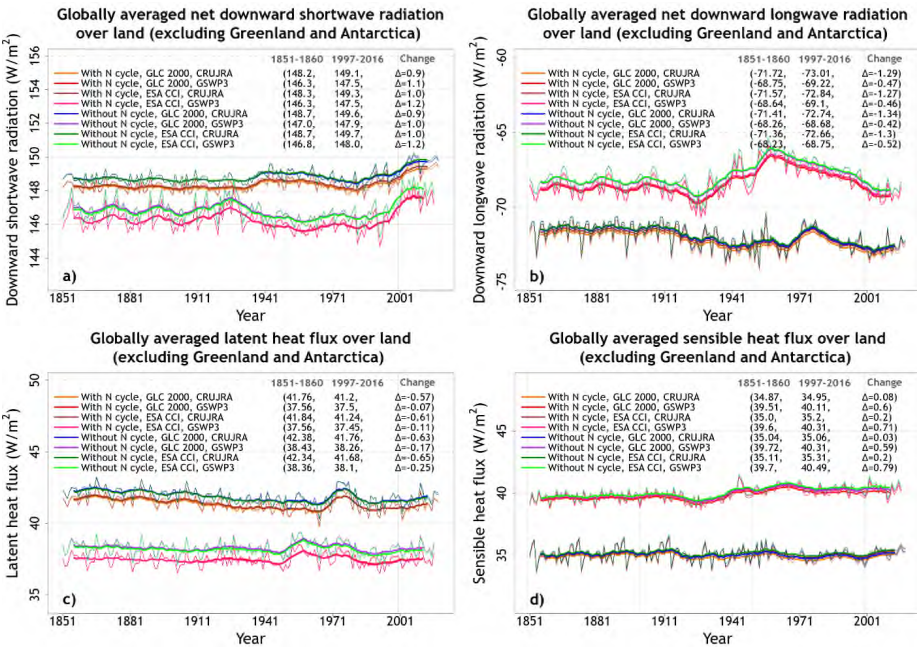 Globally averaged net downward shortwave radiation
over land (excluding Greenland and Antarctica)
Downward shortwave radiation (W/m²)
156
154
152
150
148
146
144
1851-1860 1997-2016 Change
With N cycle, GLC 2000, CRUJRA (148.2, 149.1, Δ=0.9)
With N cycle, GLC 2000, GSWP3 (146.3, 147.5, Δ=1.1)
With N cycle, ESA CCI, CRUJRA (148.3, 149.3, Δ=1.0)
With N cycle, ESA CCI, GSWP3 (146.3, 147.5, Δ=1.2)
Without N cycle, GLC 2000, CRUJRA (148.7, 149.6, Δ=0.9)
Without N cycle, GLC 2000, GSWP3 (147.0, 147.9, Δ=1.0)
Without N cycle, ESA CCI, CRUJRA (148.7, 149.7, Δ=1.0)
Without N cycle, ESA CCI, GSWP3 (146.8, 148.0, Δ=1.2)
a)
1851 1881 1911 1941 1971 2001
Year
Globally averaged net downward longwave radiation
over land (excluding Greenland and Antarctica)
Downward longwave radiation (W/m²)
-60
-65
-70
-75
1851-1860 1997-2016 Change
With N cycle, GLC 2000, CRUJRA (-71.72, -73.01, Δ=-1.29)
With N cycle, GLC 2000, GSWP3 (-68.75, -69.22, Δ=-0.47)
With N cycle, ESA CCI, CRUJRA (-71.57, -72.84, Δ=-1.27)
With N cycle, ESA CCI, GSWP3 (-68.64, -69.1, Δ=-0.46)
Without N cycle, GLC 2000, CRUJRA (-71.41, -72.74, Δ=-1.34)
Without N cycle, GLC 2000, GSWP3 (-68.26, -68.68, Δ=-0.42)
Without N cycle, ESA CCI, CRUJRA (-71.36, -72.66, Δ=-1.3)
Without N cycle, ESA CCI, GSWP3 (-68.23, -68.75, Δ=-0.52)
b)
1851 1881 1911 1941 1971 2001
Year
Globally averaged latent heat flux over land
(excluding Greenland and Antarctica)
Latent heat flux (W/m²)
50
45
40
35
1851-1860 1997-2016 Change
With N cycle, GLC 2000, CRUJRA (41.76, 41.2, Δ=-0.57)
With N cycle, GLC 2000, GSWP3 (37.56, 37.5, Δ=-0.07)
With N cycle, ESA CCI, CRUJRA (41.84, 41.24, Δ=-0.61)
With N cycle, ESA CCI, GSWP3 (37.56, 37.45, Δ=-0.11)
Without N cycle, GLC 2000, CRUJRA (42.38, 41.76, Δ=-0.63)
Without N cycle, GLC 2000, GSWP3 (38.43, 38.26, Δ=-0.17)
Without N cycle, ESA CCI, CRUJRA (42.34, 41.68, Δ=-0.65)
Without N cycle, ESA CCI, GSWP3 (38.36, 38.1, Δ=-0.25)
c)
1851 1881 1911 1941 1971 2001
Year
Globally averaged sensible heat flux over land
(excluding Greenland and Antarctica)
Sensible heat flux (W/m²)
45
40
35
1851-1860 1997-2016 Change
With N cycle, GLC 2000, CRUJRA (34.87, 34.95, Δ=0.08)
With N cycle, GLC 2000, GSWP3 (39.51, 40.11, Δ=0.6)
With N cycle, ESA CCI, CRUJRA (35.0, 35.2, Δ=0.2)
With N cycle, ESA CCI, GSWP3 (39.6, 40.31, Δ=0.71)
Without N cycle, GLC 2000, CRUJRA (35.04, 35.06, Δ=0.03)
Without N cycle, GLC 2000, GSWP3 (39.72, 40.31, Δ=0.59)
Without N cycle, ESA CCI, CRUJRA (35.11, 35.31, Δ=0.2)
Without N cycle, ESA CCI, GSWP3 (39.7, 40.49, Δ=0.79)
d)
1851 1881 1911 1941 1971 2001
Year